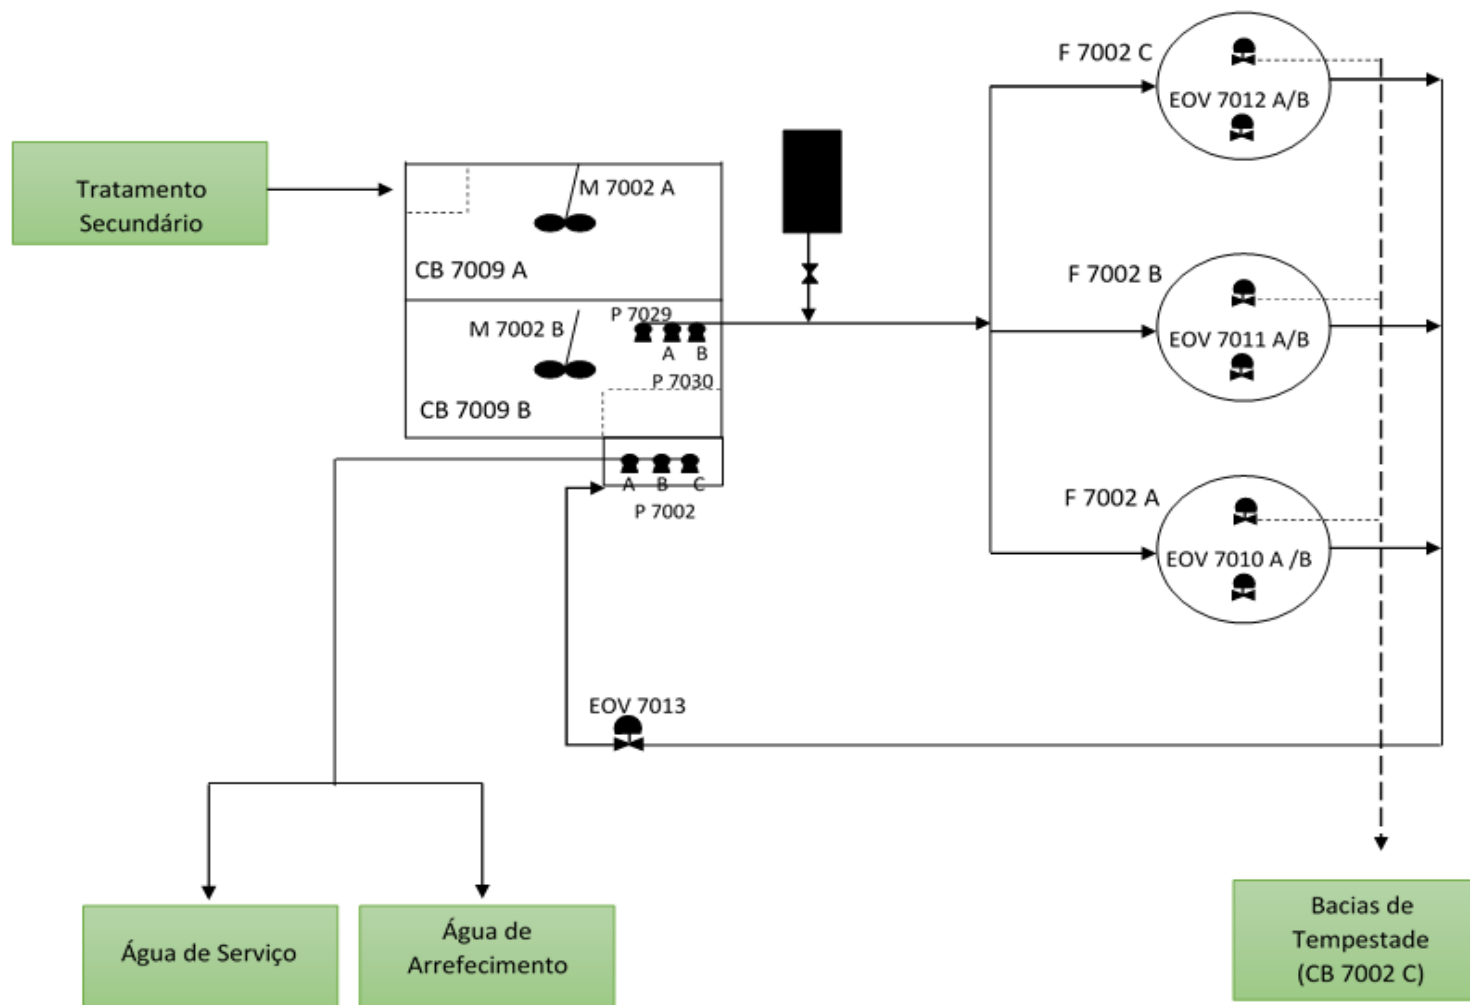 F 7002 C
EOV 7012 A/B
Tratamento
Secundário
M 7002 A
CB 7009 A
F 7002 B
P 7029
M 7002 B
A B
EOV 7011 A/B
P 7030
CB 7009 B
A B C
P 7002
F 7002 A
EOV 7010 A /B
EOV 7013
Água de Serviço
Água de
Arrefecimento
Bacias de
Tempestade
(CB 7002 C)